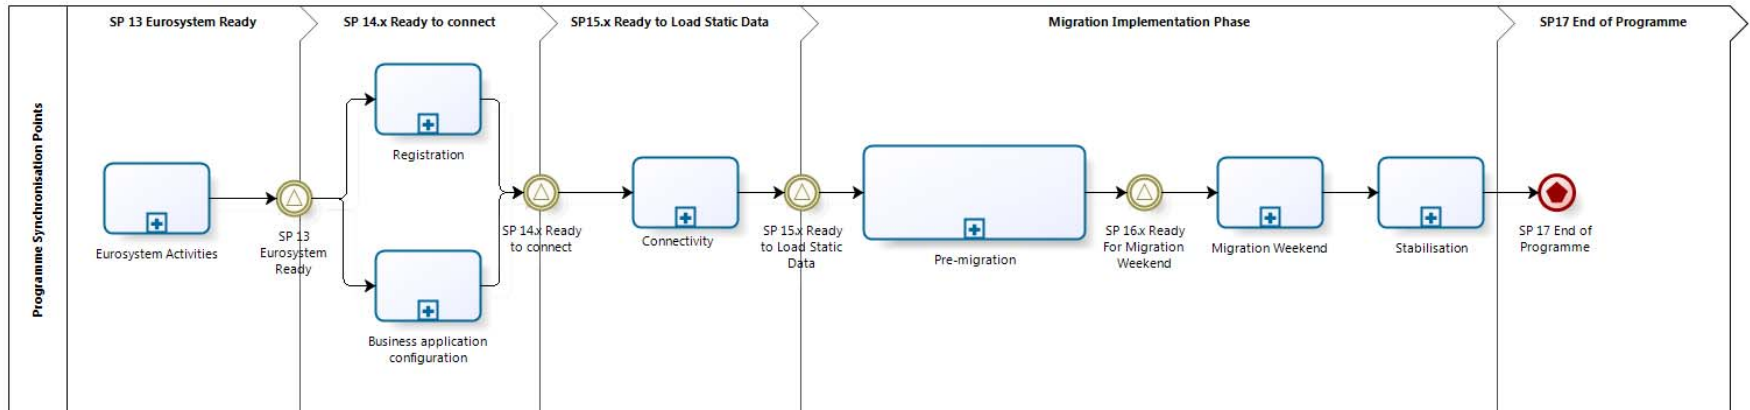 SP 13 Eurosystem Ready
SP 14.x Ready to connect
SP15.x Ready to Load Static Data
Migration Implementation Phase
SP17 End of Programme
Programme Synchronisation Points
Eurosystem Activities
SP 13
Eurosystem
Ready
Registration
Business application
configuration
SP 14.x Ready
to connect
Connectivity
SP 15.x Ready
to Load Static
Data
Pre-migration
SP 16.x Ready
For Migration
Weekend
Migration Weekend
Stabilisation
SP 17 End of
Programme